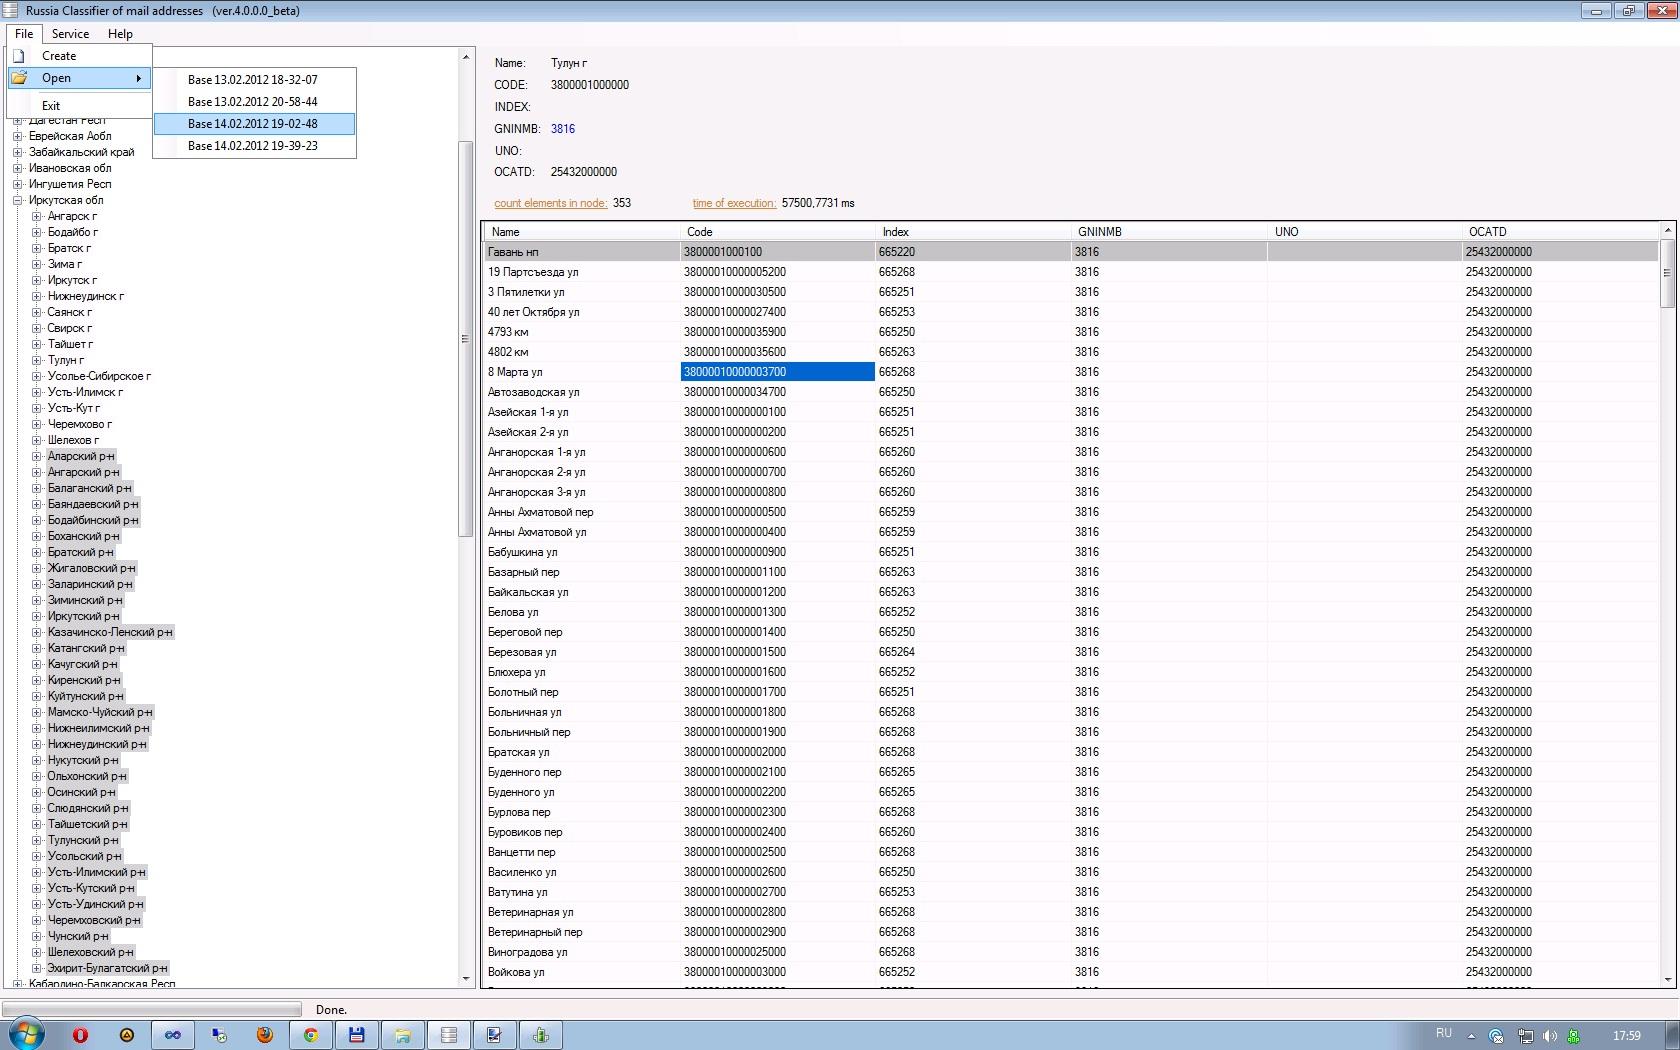 Russia Classifier of mail addresses (ver.4.0.0.0_beta)
File Service Help
Create
Open
Exit
Base 13.02.2012 18-32-07
Base 13.02.2012 20-58-44
Base 14.02.2012 19-02-48
Base 14.02.2012 19-39-23
Дагестан Респ
Еврейская Аобл
Забайкальский край
Ивановская обл
Ингушетия Респ
Иркутская обл
Ангарск г
Бодайбо г
Братск г
Зима г
Иркутск г
Нижнеудинск г
Саянск г
Свирск г
Тайшет г
Тулун г
Усолье-Сибирское г
Усть-Илимск г
Усть-Кут г
Черемхово г
Шелехов г
Аларский р-н
Ангарский р-н
Балаганский р-н
Баяндаевский р-н
Бодайбинский р-н
Боханский р-н
Братский р-н
Жигаловский р-н
Заларинский р-н
Зиминский р-н
Иркутский р-н
Казачинско-Ленский р-н
Катангский р-н
Качугский р-н
Киренский р-н
Куйтунский р-н
Мамско-Чуйский р-н
Нижнеилимский р-н
Нижнеудинский р-н
Нукутский р-н
Ольхонский р-н
Осинский р-н
Слюдянский р-н
Тайшетский р-н
Тулунский р-н
Усольский р-н
Усть-Илимский р-н
Усть-Кутский р-н
Усть-Удинский р-н
Черемховский р-н
Чунский р-н
Шелеховский р-н
Эхирит-Булагатский р-н
Кабардино-Балкарская Респ
Name: Тулун г
CODE: 3800001000000
INDEX:
GNINMB: 3816
UNO:
OCATD: 25432000000
count elements in node: 353 time of execution: 57500,7731 ms
Name Code Index GNINMB UNO OCATD
Гавань нп 3800001000100 665220 3816 25432000000
19 Партсъезда ул 38000010000005200 665268 3816 25432000000
3 Пятилетки ул 38000010000030500 665251 3816 25432000000
40 лет Октября ул 38000010000027400 665253 3816 25432000000
4793 км 38000010000035900 665250 3816 25432000000
4802 км 38000010000035600 665263 3816 25432000000
8 Марта ул 38000010000003700 665268 3816 25432000000
Автозаводская ул 38000010000034700 665250 3816 25432000000
Азейская 1-я ул 38000010000000100 665251 3816 25432000000
Азейская 2-я ул 38000010000000200 665251 3816 25432000000
Анганорская 1-я ул 38000010000000600 665260 3816 25432000000
Анганорская 2-я ул 38000010000000700 665260 3816 25432000000
Анганорская 3-я ул 38000010000000800 665260 3816 25432000000
Анны Ахматовой пер 38000010000000500 665259 3816 25432000000
Анны Ахматовой ул 38000010000000400 665259 3816 25432000000
Бабушкина ул 38000010000000900 665251 3816 25432000000
Базарный пер 38000010000001100 665263 3816 25432000000
Байкальская ул 38000010000001200 665263 3816 25432000000
Белова ул 38000010000001300 665252 3816 25432000000
Береговой пер 38000010000001400 665250 3816 25432000000
Березовая ул 38000010000001500 665264 3816 25432000000
Блюхера ул 38000010000001600 665252 3816 25432000000
Болотный пер 38000010000001700 665251 3816 25432000000
Больничная ул 38000010000001800 665268 3816 25432000000
Больничный пер 38000010000001900 665268 3816 25432000000
Братская ул 38000010000002000 665268 3816 25432000000
Буденного пер 38000010000002100 665265 3816 25432000000
Буденного ул 38000010000002200 665265 3816 25432000000
Бурлова пер 38000010000002300 665268 3816 25432000000
Буровиков пер 38000010000002400 665260 3816 25432000000
Ванцетти пер 38000010000002500 665268 3816 25432000000
Василенко ул 38000010000002600 665250 3816 25432000000
Ватутина ул 38000010000002700 665253 3816 25432000000
Ветеринарная ул 38000010000002800 665268 3816 25432000000
Ветеринарный пер 38000010000002900 665268 3816 25432000000
Виноградова ул 38000010000025000 665268 3816 25432000000
Войкова ул 38000010000003000 665252 3816 25432000000
Done.
RU 17:59